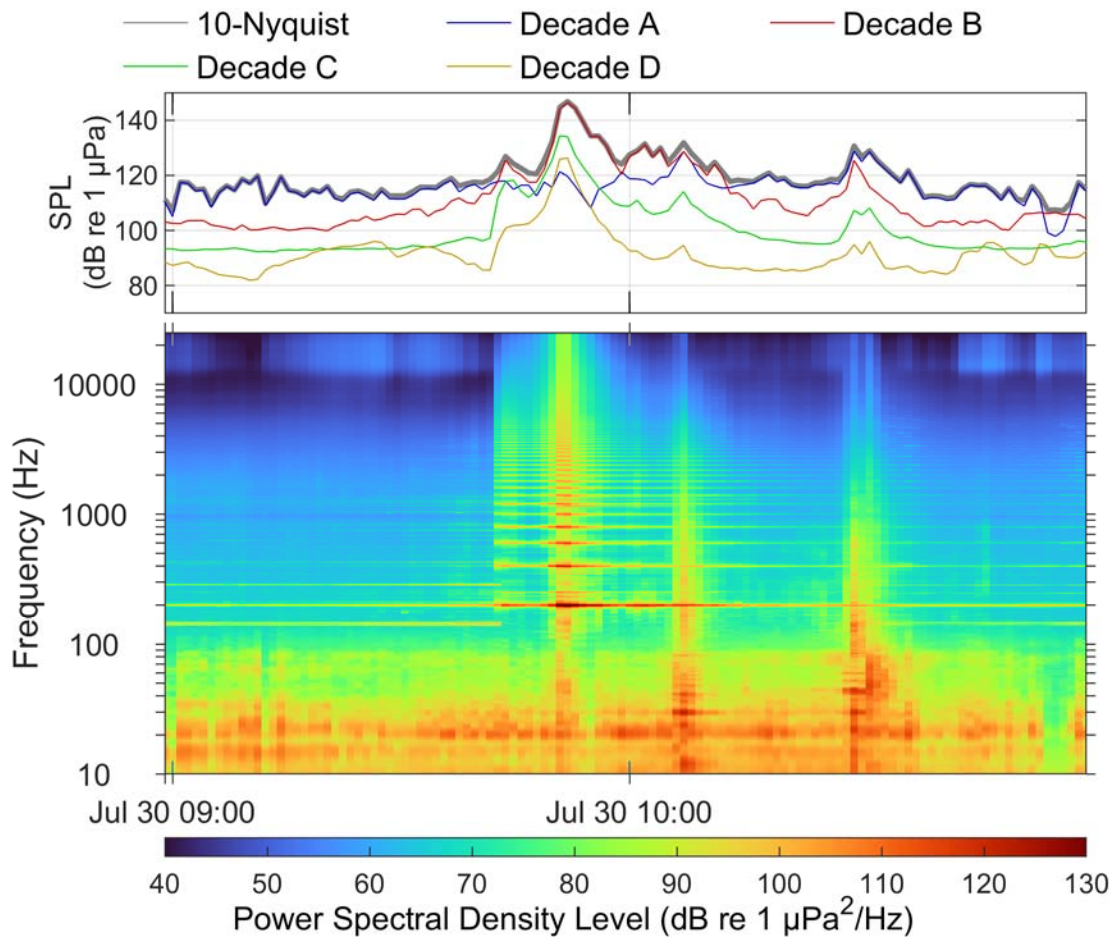 10-Nyquist Decade A Decade B
Decade C Decade D
140
120
100
80
SPL
(dB re 1 µPa)
10000
1000
100
10
Frequency (Hz)
Jul 30 09:00 Jul 30 10:00
40 50 60 70 80 90 100 110 120 130
Power Spectral Density Level (dB re 1 µPa²/Hz)